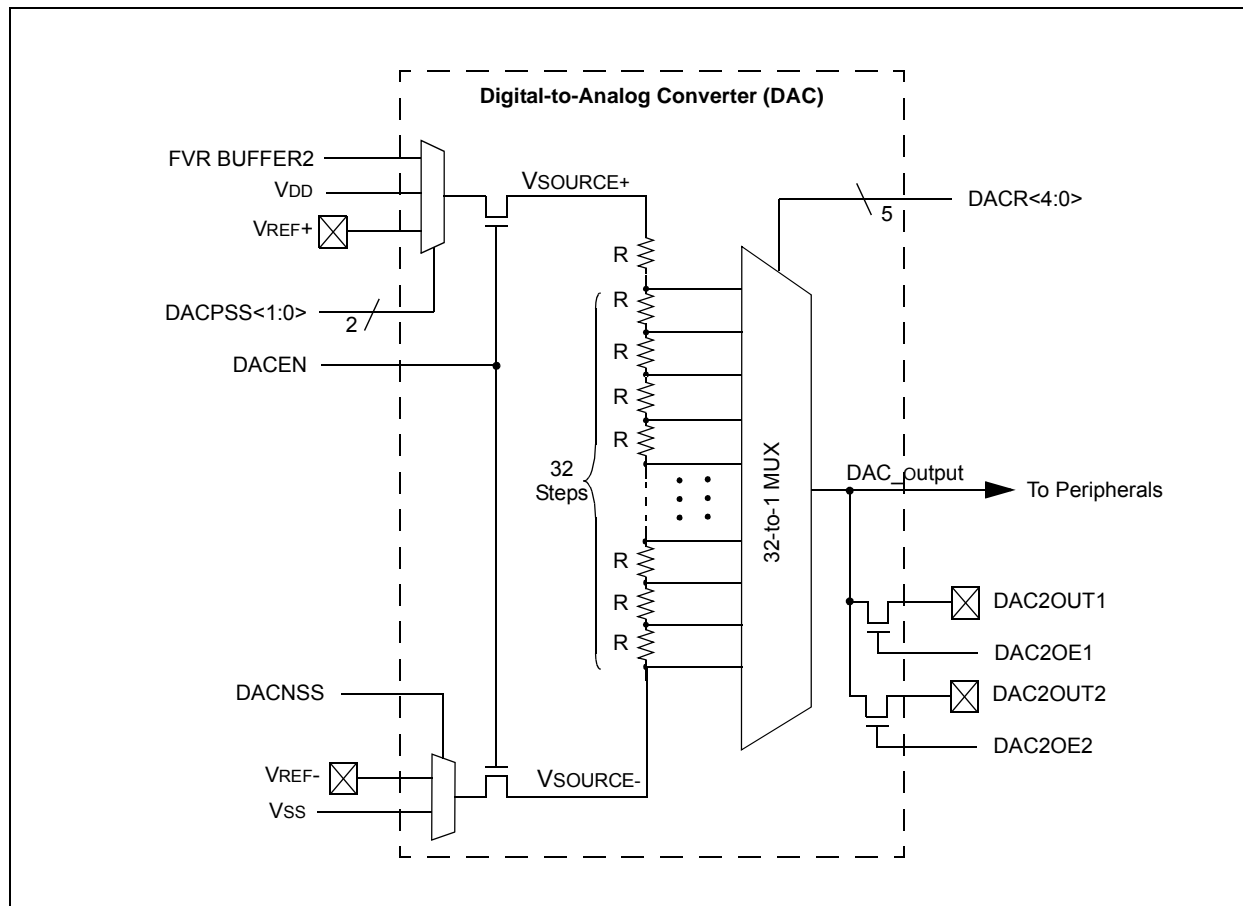 Digital-to-Analog Converter (DAC)
FVR BUFFER2
VDD
VREF+
VSOURCE+
DACR<4:0>
5
DACPSS<1:0>
2
DACEN
R
R
R
R
R
32
Steps
32-to-1 MUX
DAC_output
To Peripherals
R
R
R
DAC2OUT1
DAC2OE1
DACNSS
DAC2OUT2
DAC2OE2
VREF-
VSOURCE-
VSS